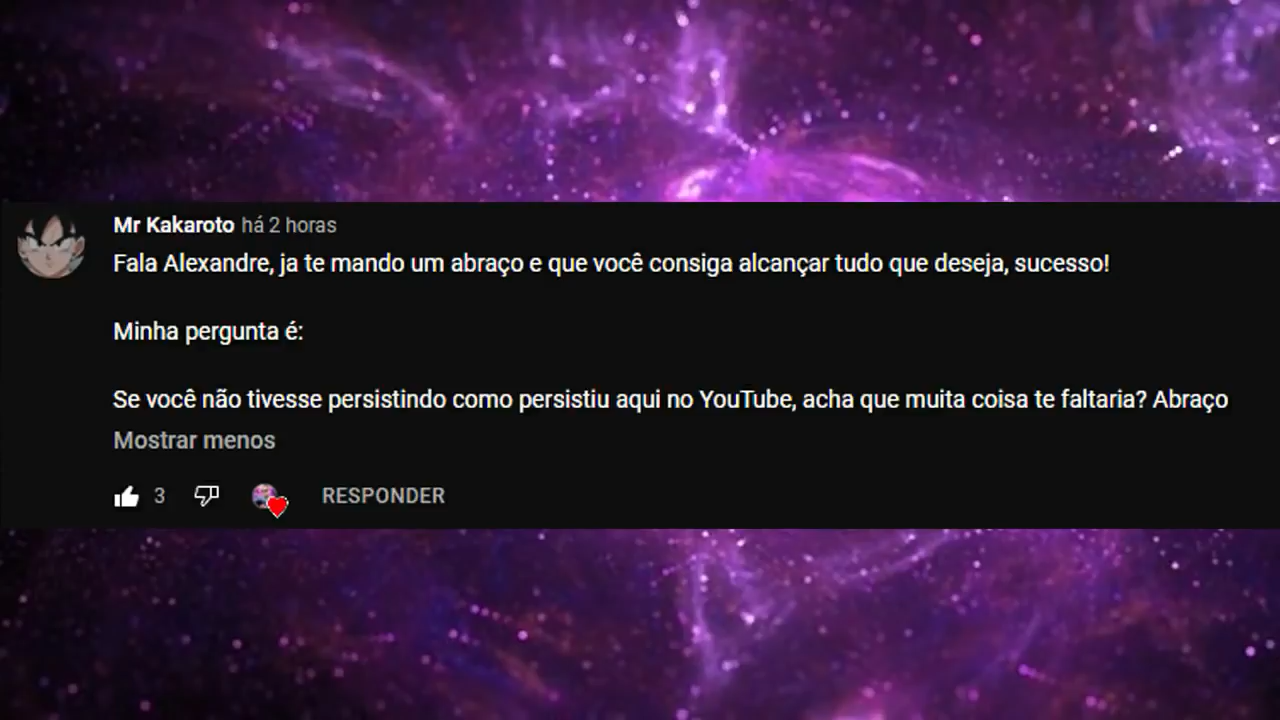 Mr Kakaroto há 2 horas
Fala Alexandre, ja te mando um abraço e que você consiga alcançar tudo que deseja, sucesso!
Minha pergunta é:
Se você não tivesse persistindo como persistiu aqui no YouTube, acha que muita coisa te faltaria? Abraço
Mostrar menos
3 RESPONDER